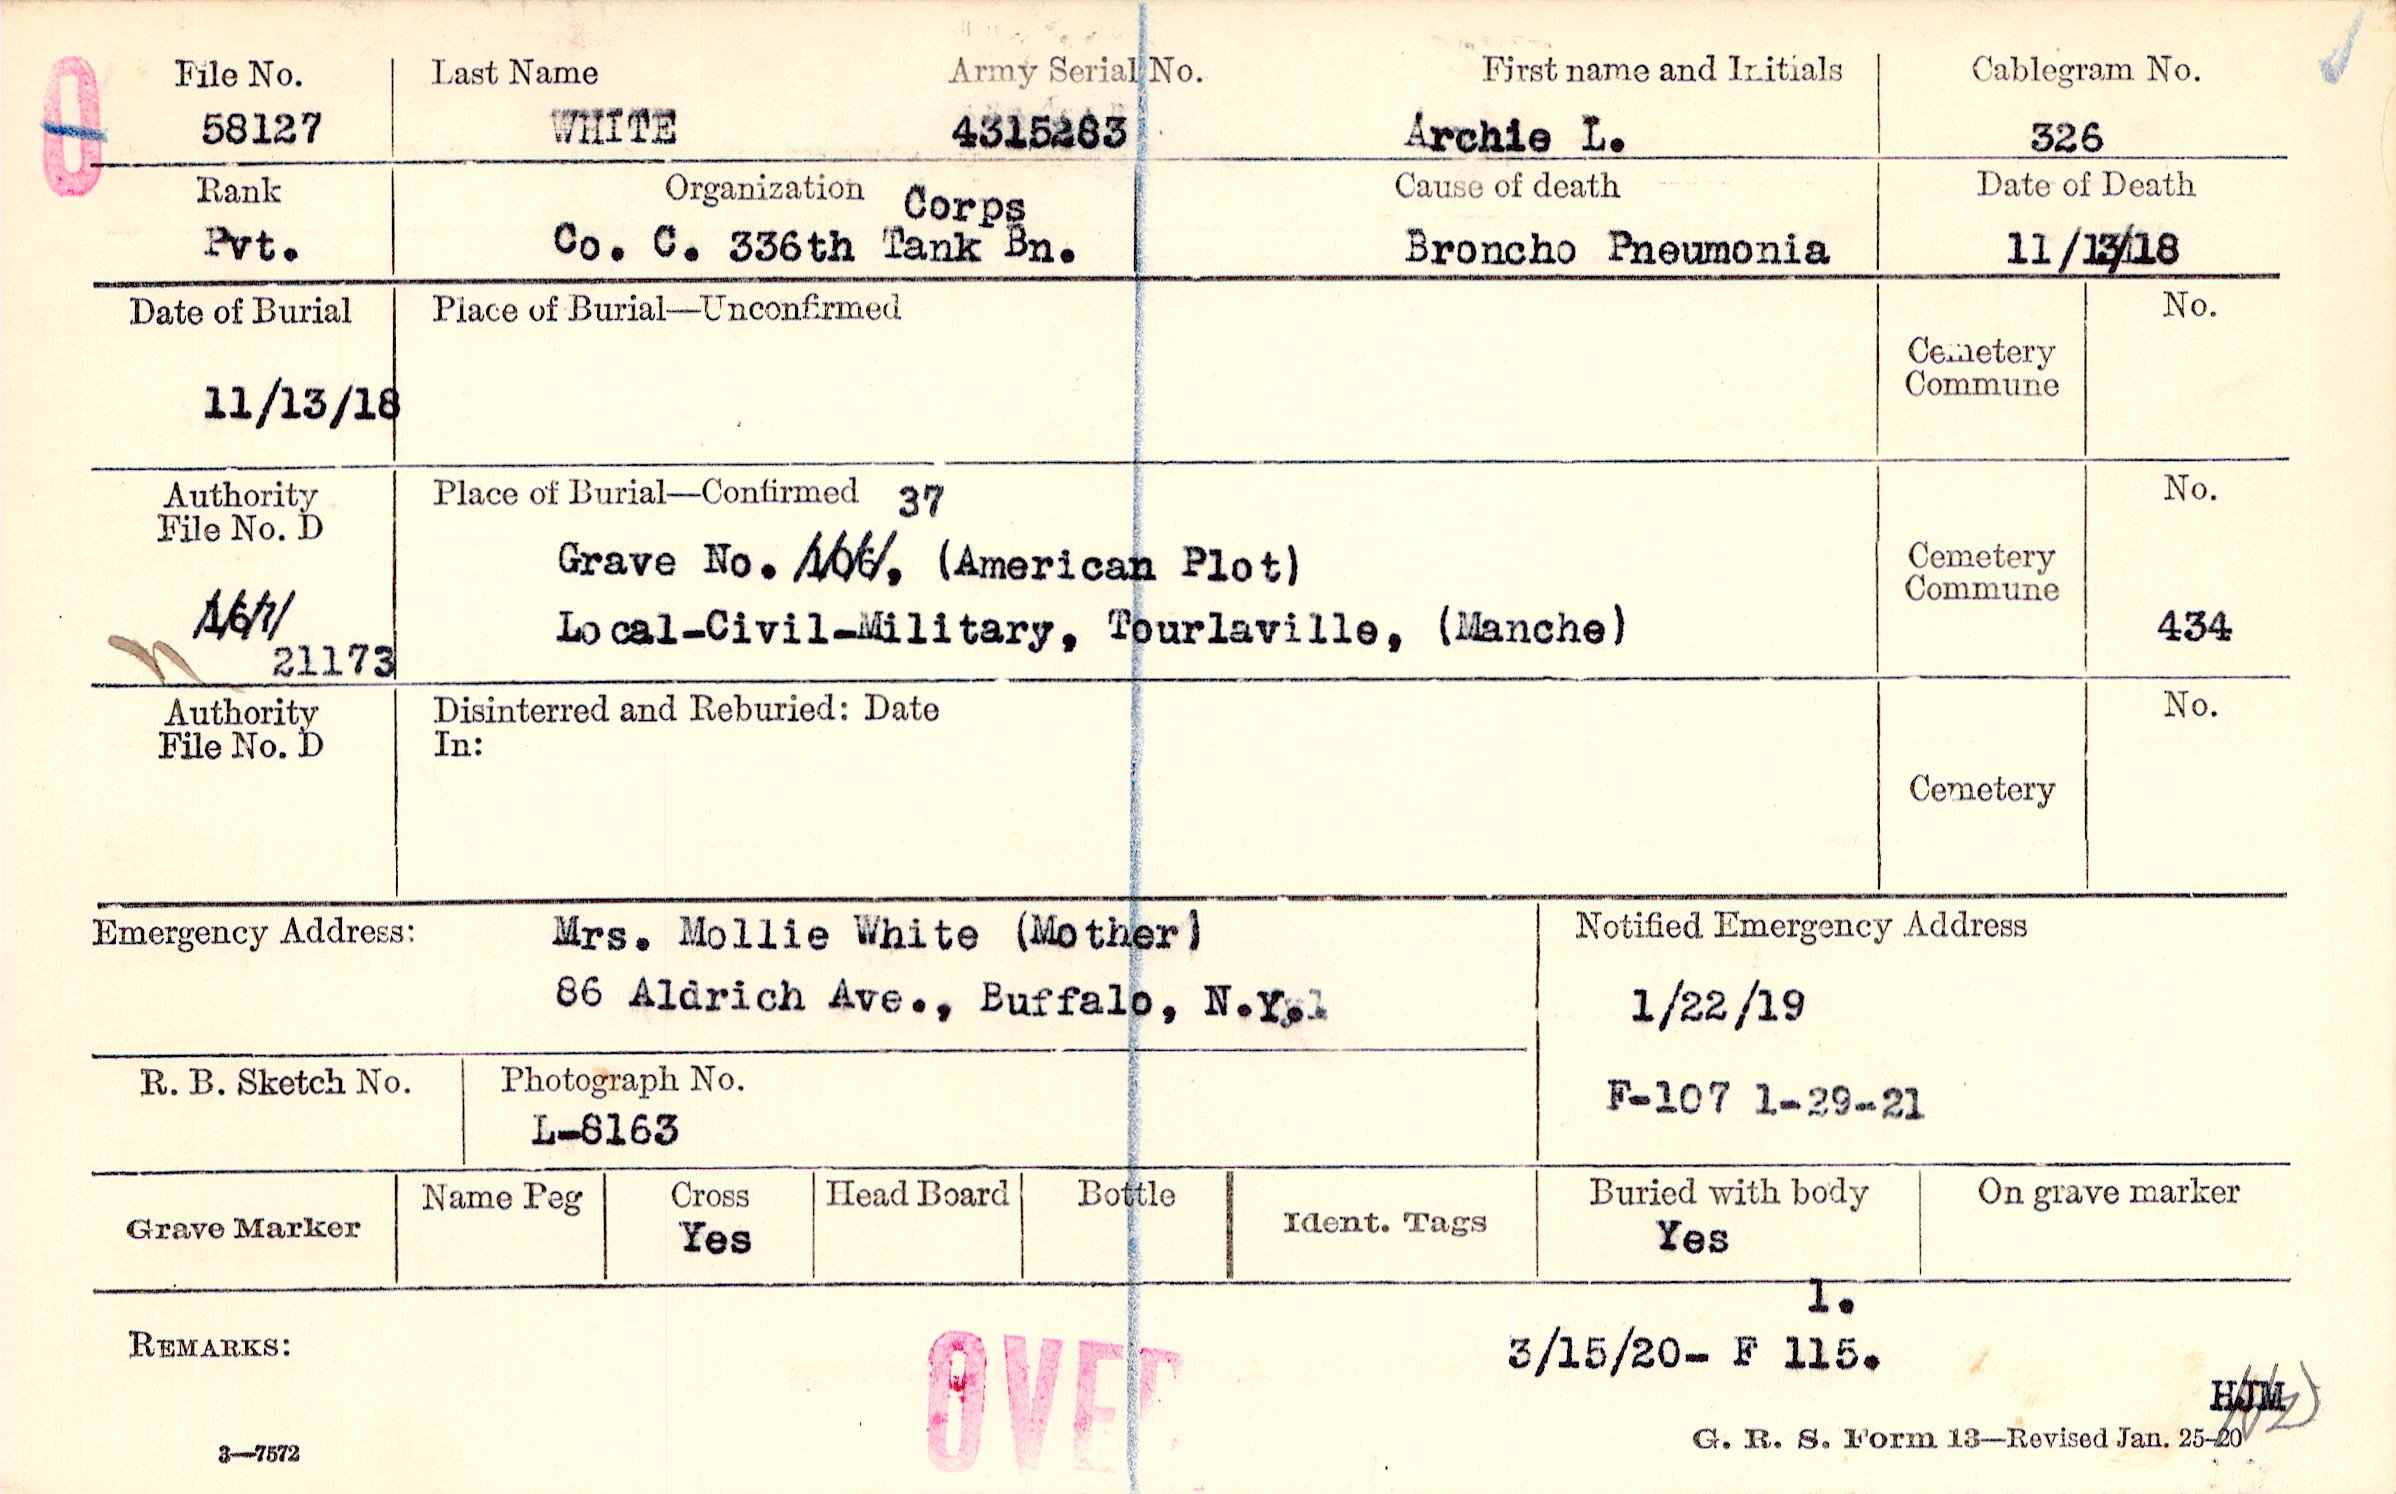 0
File No. Last Name Army Serial No. First name and Initials Cablegram No.
58127 WHITE 4315283 Archie L. 326
Rank Organization Cause of death Date of Death
Corps
Pvt. Co. C. 336th Tank Bn. Broncho Pneumonia 11/13/18
Date of Burial Place of Burial—Unconfirmed No.
Cemetery
Commune
11/13/18
Authority Place of Burial—Confirmed 37 No.
File No. D
Grave No. 106, (American Plot) Cemetery
Commune
167
Local-Civil-Military, Tourlaville, (Manche) 434
21173
Authority Disinterred and Reburied: Date No.
File No. D In:
Cemetery
Emergency Address: Mrs. Mollie White (Mother) Notified Emergency Address
86 Aldrich Ave., Buffalo, N.Y. 1/22/19
R. B. Sketch No. Photograph No. F-107 1-29-21
L-8163
Grave Marker Name Peg Cross Head Board Bottle Ident. Tags Buried with body On grave marker
Yes Yes
1.
REMARKS: 3/15/20- F 115.
OVER
HJM
3—7572 G. R. S. Form 13—Revised Jan. 25-20